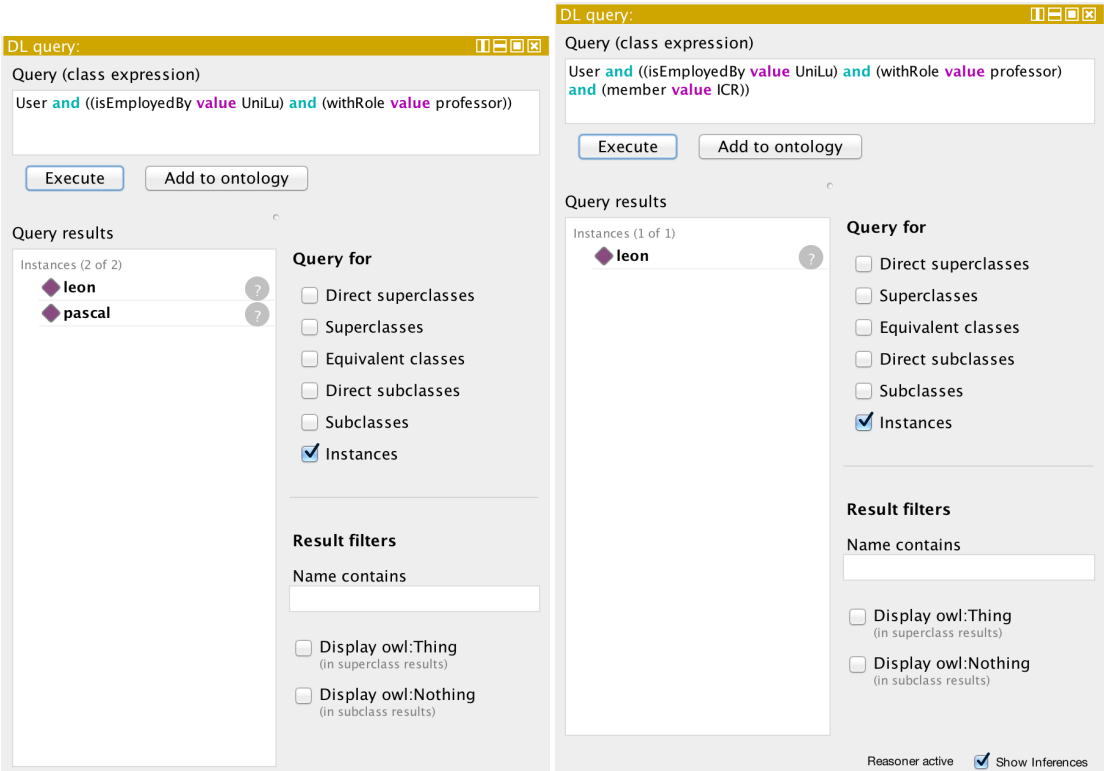 DL query:
Query (class expression)
User and ((isEmployedBy value UniLu) and (withRole value professor))
Execute
Add to ontology
Query results
Instances (2 of 2)
leon
?
pascal
?
Query for
Direct superclasses
Superclasses
Equivalent classes
Direct subclasses
Subclasses
Instances
Result filters
Name contains
Display owl:Thing
(in superclass results)
Display owl:Nothing
(in subclass results)
DL query:
Query (class expression)
User and ((isEmployedBy value UniLu) and (withRole value professor)
and (member value ICR))
Execute
Add to ontology
Query results
Instances (1 of 1)
leon
?
Query for
Direct superclasses
Superclasses
Equivalent classes
Direct subclasses
Subclasses
Instances
Result filters
Name contains
Display owl:Thing
(in superclass results)
Display owl:Nothing
(in subclass results)
Reasoner active
Show Inferences